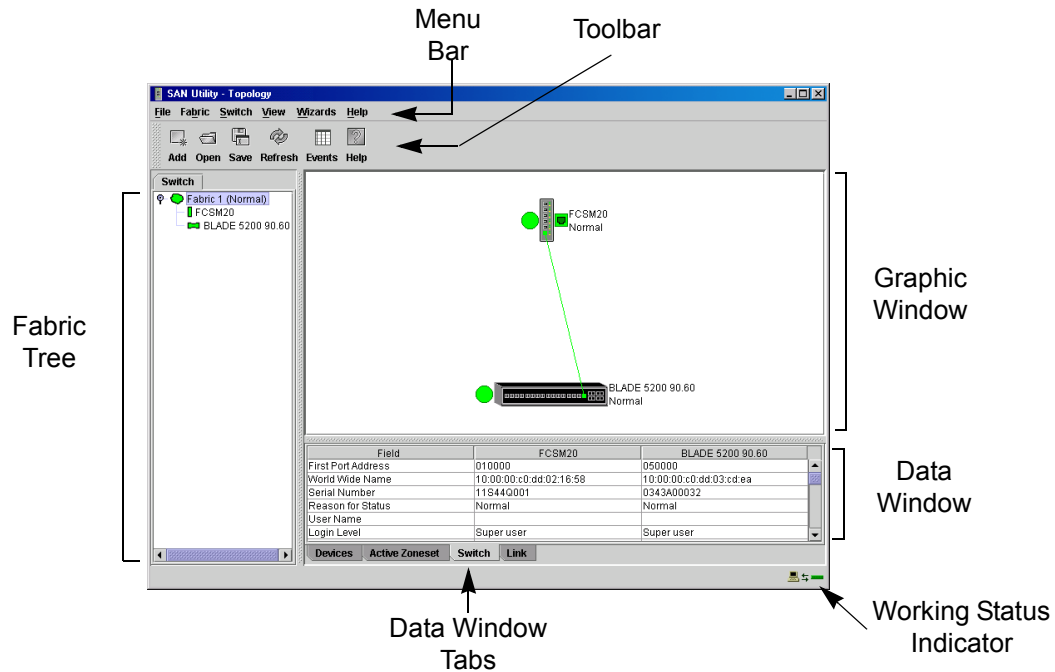 Menu
Bar
Toolbar
SAN Utility - Topology
File Fabric Switch View Wizards Help
Add Open Save Refresh Events Help
Switch
Fabric 1 (Normal)
FCSM20
BLADE 5200 90.60
FCSM20
Normal
BLADE 5200 90.60
Normal
Fabric
Tree
Graphic
Window
Field FCSM20 BLADE 5200 90.60
First Port Address 010000 050000
World Wide Name 10:00:00:c0:dd:02:16:58 10:00:00:c0:dd:03:cd:ea
Serial Number 11S44Q001 0343A00032
Reason for Status Normal Normal
User Name
Login Level Super user Super user
Data
Window
Devices Active Zoneset Switch Link
Data Window
Tabs
Working Status
Indicator